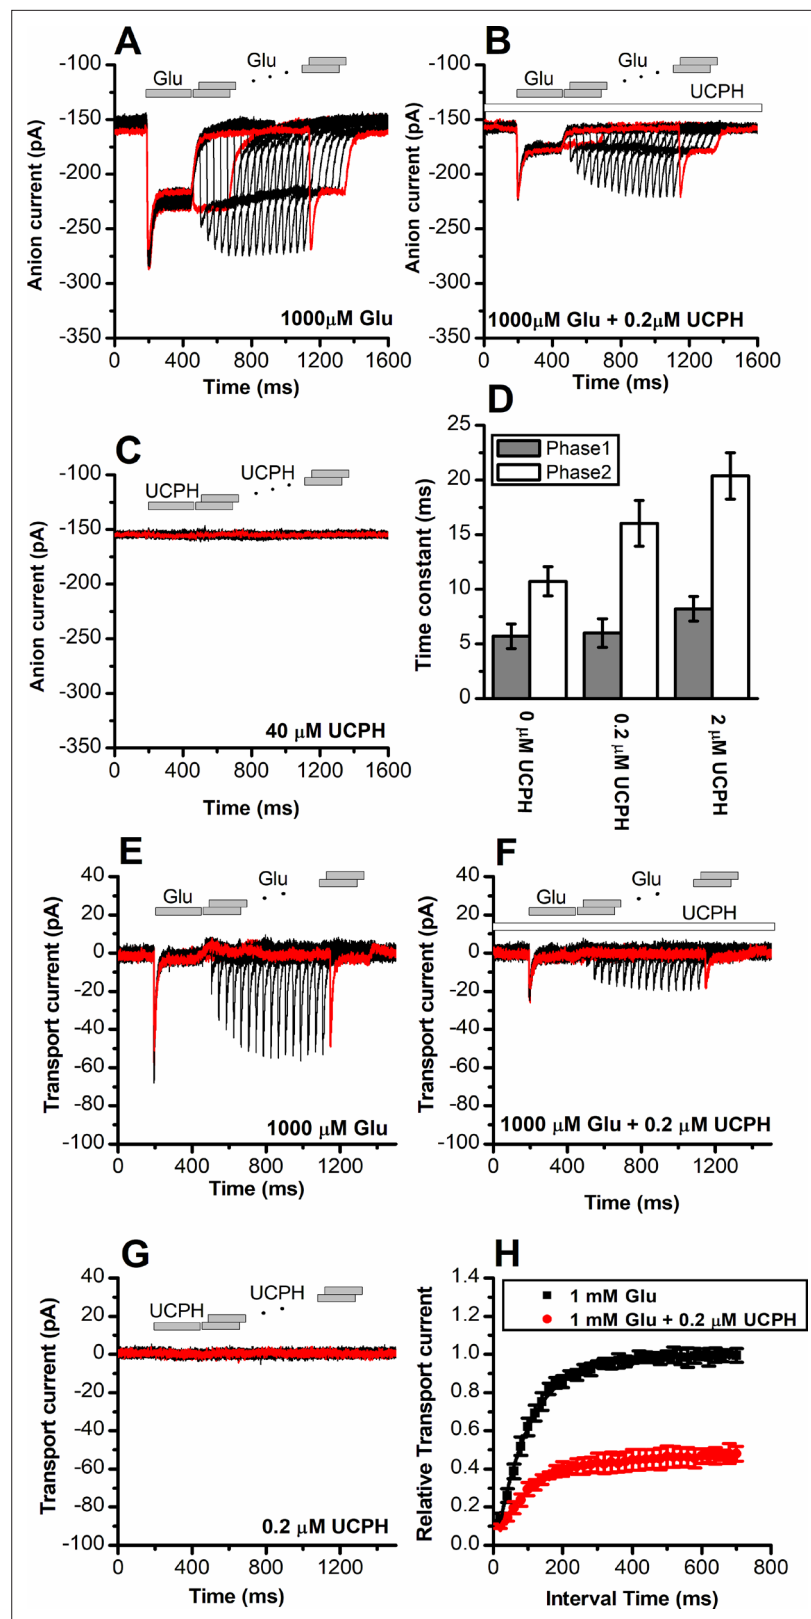 A
Glu
Glu
-100
-150
-200
-250
-300
-350
Anion current (pA)
1000μM Glu
0 400 800 1200 1600
Time (ms)
B
Glu
Glu
UCPH
-100
-150
-200
-250
-300
-350
Anion current (pA)
1000μM Glu + 0.2μM UCPH
0 400 800 1200 1600
Time (ms)
C
UCPH
UCPH
-100
-150
-200
-250
-300
-350
Anion current (pA)
40 μM UCPH
0 400 800 1200 1600
Time (ms)
D
Phase1
Phase2
25
20
15
10
5
0
Time constant (ms)
0 μM UCPH
0.2 μM UCPH
2 μM UCPH
E
Glu
Glu
40
20
0
-20
-40
-60
-80
-100
Transport current (pA)
1000 μM Glu
0 400 800 1200
Time (ms)
F
Glu
Glu
UCPH
40
20
0
-20
-40
-60
-80
-100
Transport current (pA)
1000 μM Glu + 0.2 μM UCPH
0 400 800 1200
Time (ms)
G
UCPH
UCPH
40
20
0
-20
-40
-60
-80
-100
Transport current (pA)
0.2 μM UCPH
0 400 800 1200
Time (ms)
H
1 mM Glu
1 mM Glu + 0.2 μM UCPH
1.4
1.2
1.0
0.8
0.6
0.4
0.2
0.0
Relative Transport current
0 200 400 600 800
Interval Time (ms)